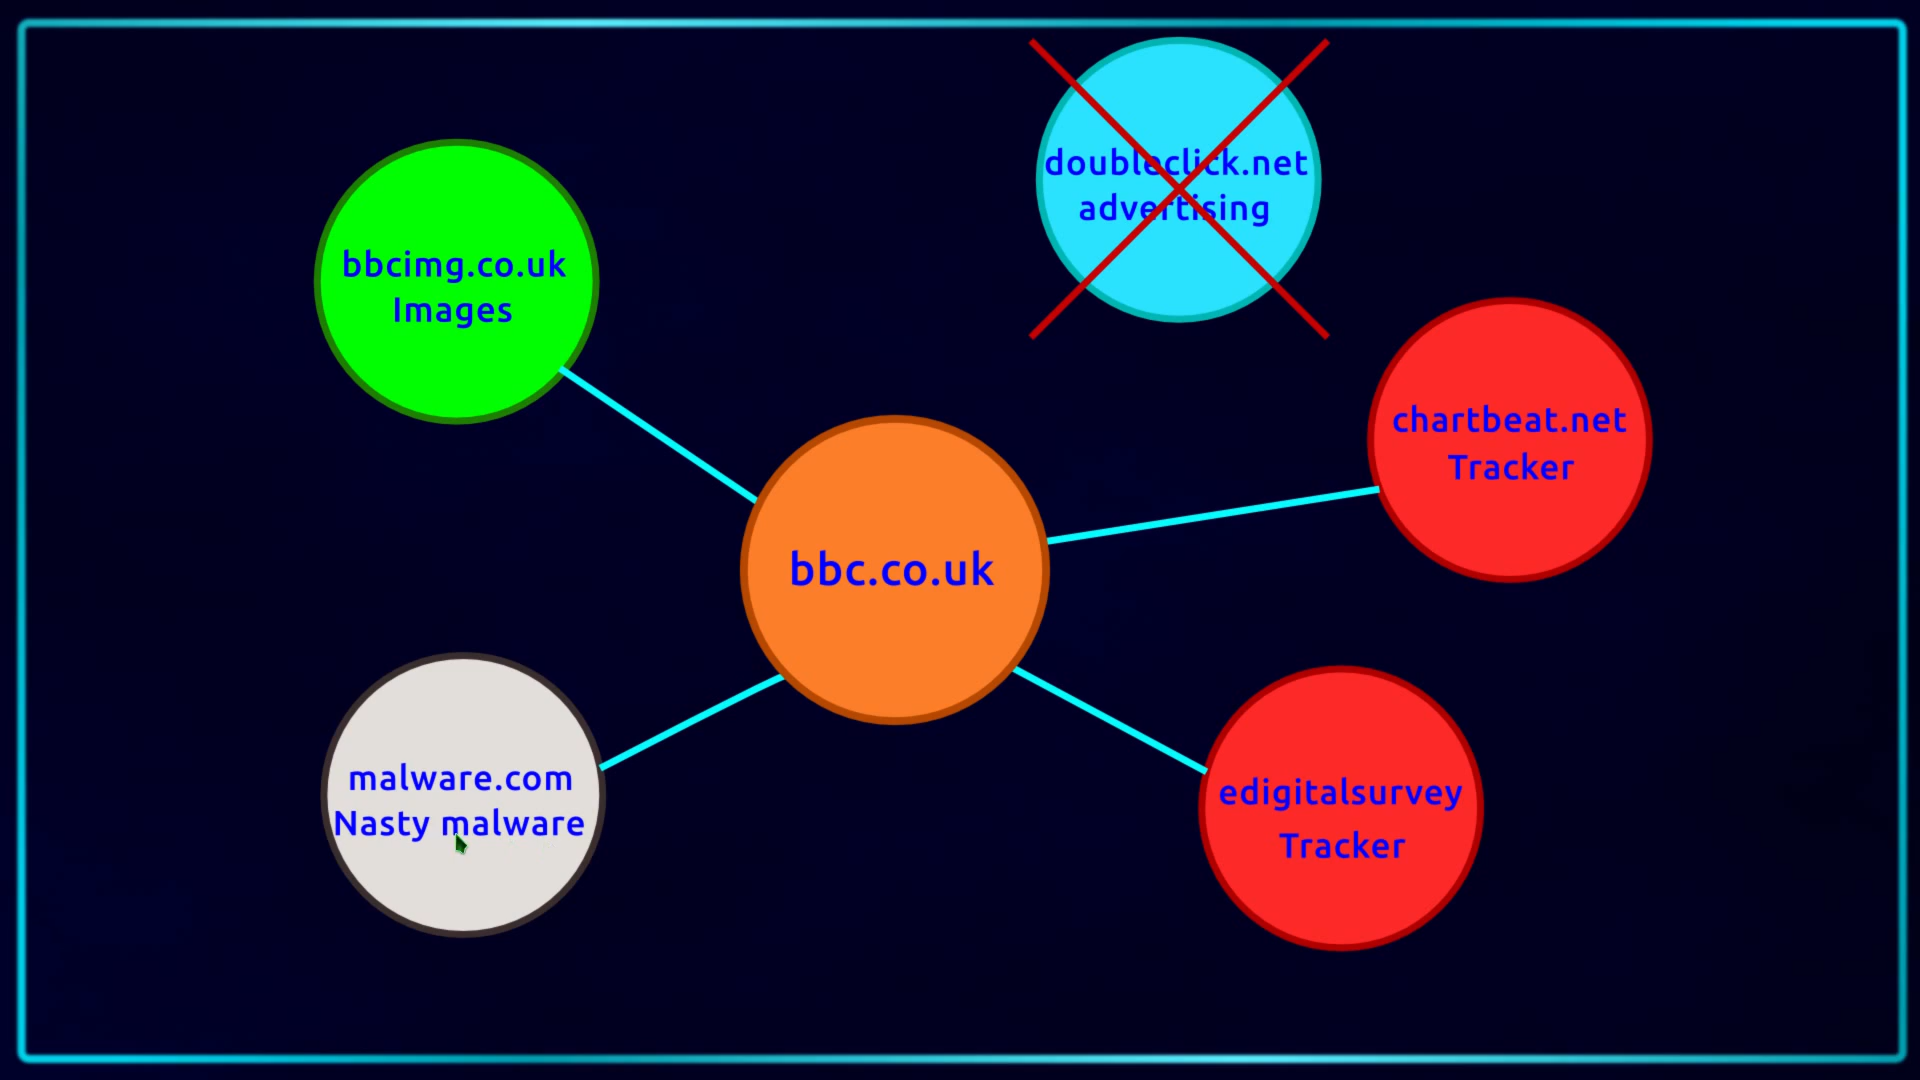 doubleclick.net
advertising
bbcimg.co.uk
Images
chartbeat.net
Tracker
bbc.co.uk
malware.com
Nasty malware
edigitalsurvey
Tracker